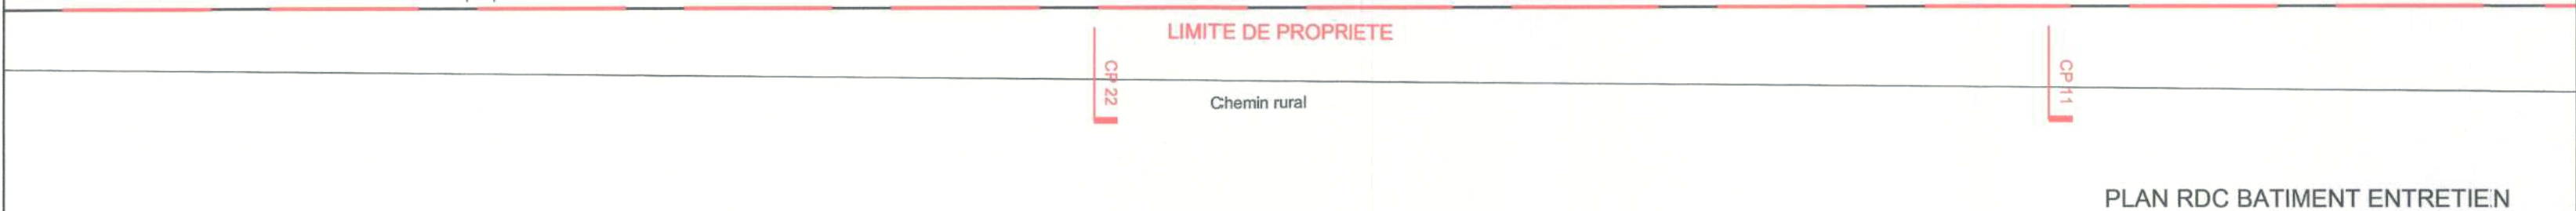 LIMITE DE PROPRIETE
CP 22
CP 11
Chemin rural
PLAN RDC BATIMENT ENTRETIEN